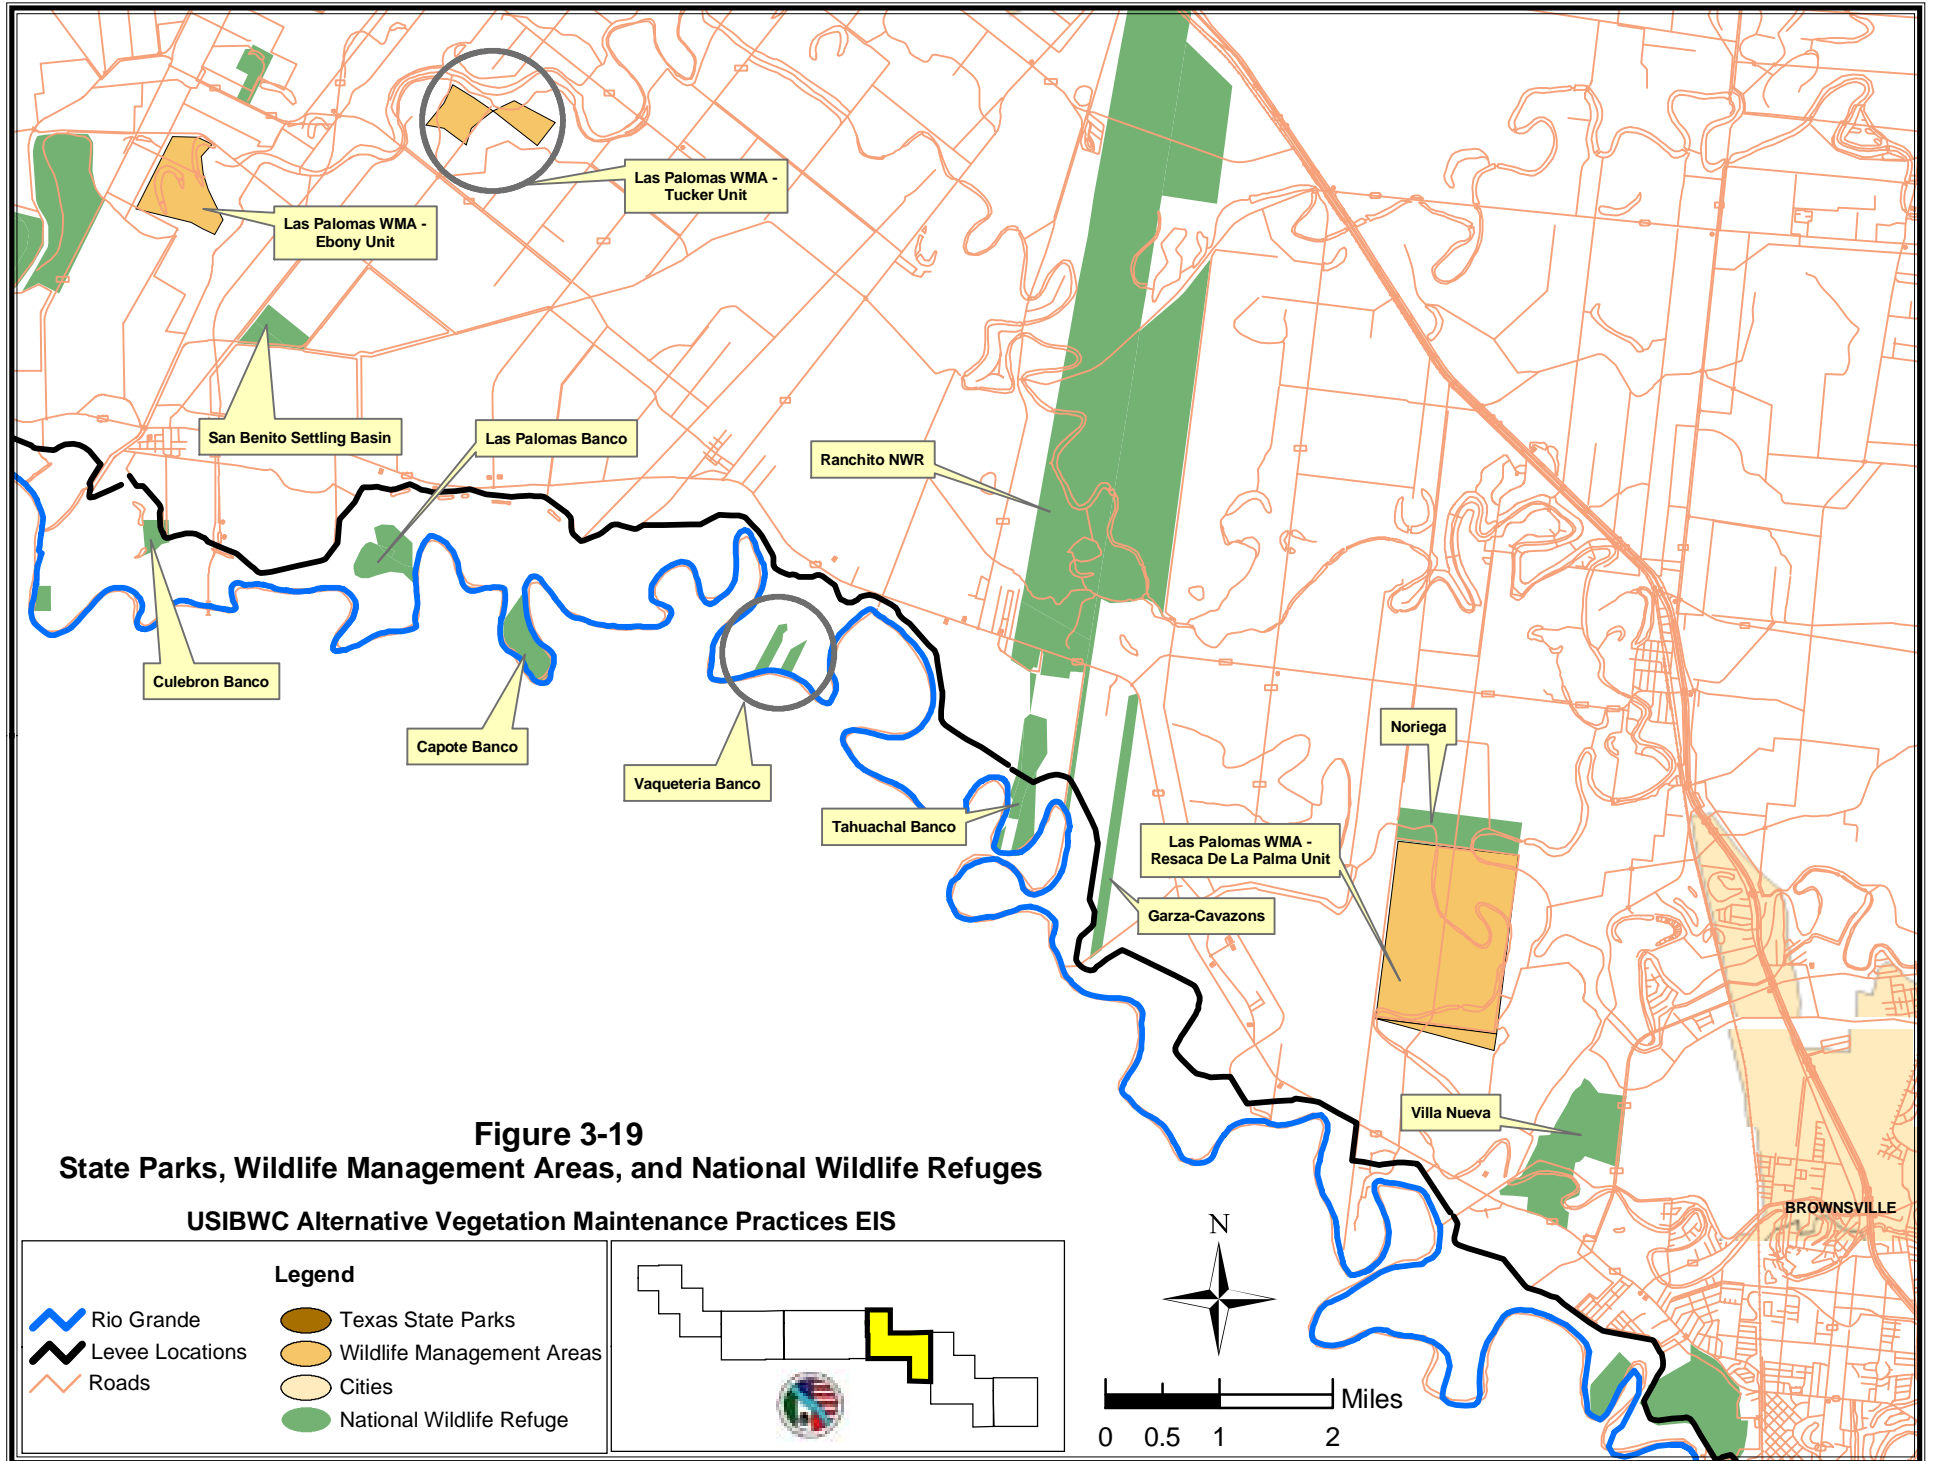 Las Palomas WMA -
Tucker Unit
Las Palomas WMA -
Ebony Unit
San Benito Settling Basin
Las Palomas Banco
Ranchito NWR
Culebron Banco
Capote Banco
Vaqueteria Banco
Noriega
Tahuachal Banco
Las Palomas WMA -
Resaca De La Palma Unit
Garza-Cavazons
Villa Nueva
BROWNSVILLE
Figure 3-19
State Parks, Wildlife Management Areas, and National Wildlife Refuges
USIBWC Alternative Vegetation Maintenance Practices EIS
Legend
Rio Grande
Levee Locations
Roads
Texas State Parks
Wildlife Management Areas
Cities
National Wildlife Refuge
N
Miles
0 0.5 1 2